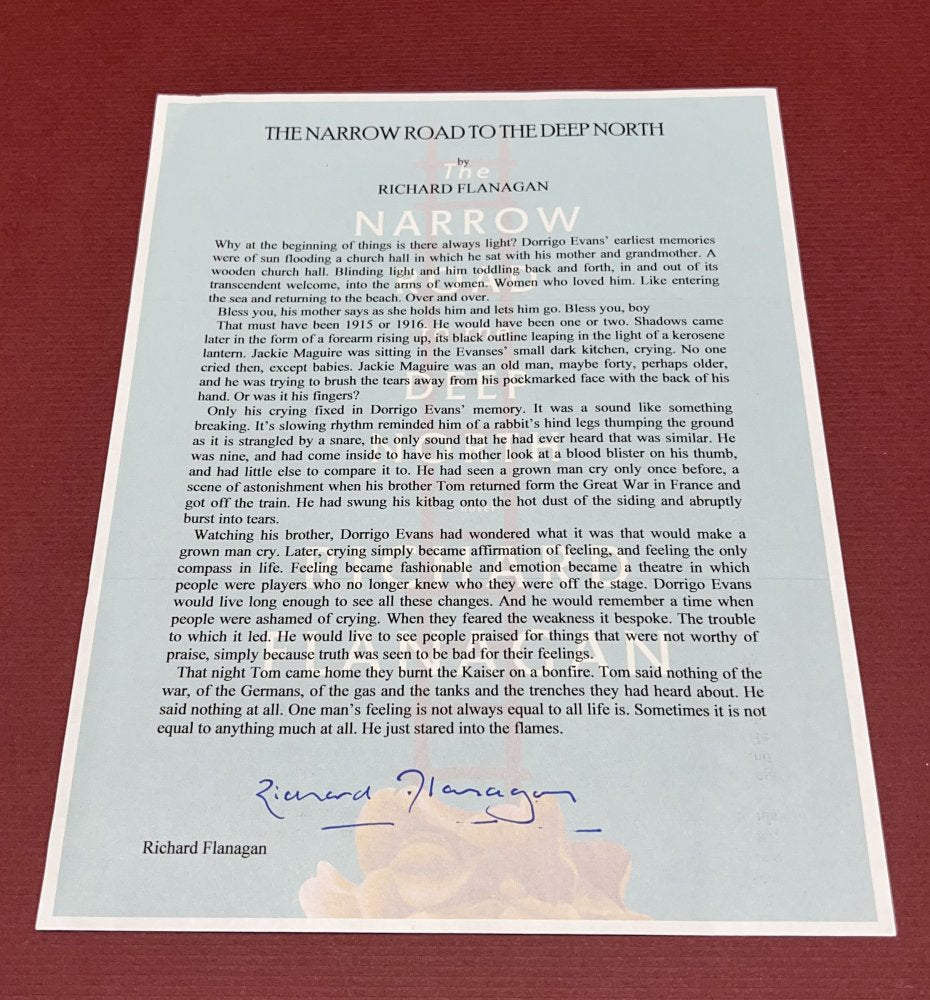 THE NARROW ROAD TO THE DEEP NORTH
by
The
RICHARD FLANAGAN
NARROW
Why at the beginning of things is there always light? Dorrigo Evans' earliest memories
were of sun flooding a church hall in which he sat with his mother and grandmother. A
wooden church hall. Blinding light and him toddling back and forth, in and out of its
transcendent welcome, into the arms of women. Women who loved him. Like entering
ROAD
the sea and returning to the beach. Over and over.
Bless you, his mother says as she holds him and lets him go. Bless you, boy
That must have been 1915 or 1916. He would have been one or two. Shadows came
later in the form of a forearm rising up, its black outline leaping in the light of a kerosene
to the
lantern. Jackie Maguire was sitting in the Evanses' small dark kitchen, crying. No one
cried then, except babies. Jackie Maguire was an old man, maybe forty, perhaps older,
DEEP
and he was trying to brush the tears away from his pockmarked face with the back of his
hand. Or was it his fingers?
Only his crying fixed in Dorrigo Evans' memory. It was a sound like something
breaking. It's slowing rhythm reminded him of a rabbit's hind legs thumping the ground
as it is strangled by a snare, the only sound that he had ever heard that was similar. He
NORTH
was nine, and had come inside to have his mother look at a blood blister on his thumb,
and had little else to compare it to. He had seen a grown man cry only once before, a
scene of astonishment when his brother Tom returned form the Great War in France and
got off the train. He had swung his kitbag onto the hot dust of the siding and abruptly
burst into tears.
Watching his brother, Dorrigo Evans had wondered what it was that would make a
grown man cry. Later, crying simply became affirmation of feeling, and feeling the only
compass in life. Feeling became fashionable and emotion became a theatre in which
RICHARD
people were players who no longer knew who they were off the stage. Dorrigo Evans
would live long enough to see all these changes. And he would remember a time when
people were ashamed of crying. When they feared the weakness it bespoke. The trouble
to which it led. He would live to see people praised for things that were not worthy of
FLANAGAN
praise, simply because truth was seen to be bad for their feelings.
That night Tom came home they burnt the Kaiser on a bonfire. Tom said nothing of the
war, of the Germans, of the gas and the tanks and the trenches they had heard about. He
said nothing at all. One man's feeling is not always equal to all life is. Sometimes it is not
equal to anything much at all. He just stared into the flames.
Richard Flanagan
Richard Flanagan